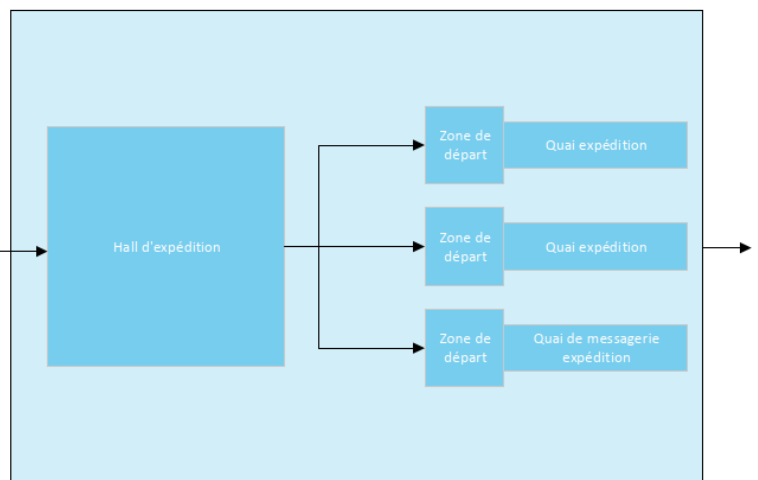 Hall d'expédition
Zone de
départ
Quai expédition
Zone de
départ
Quai expédition
Zone de
départ
Quai de messagerie
expédition